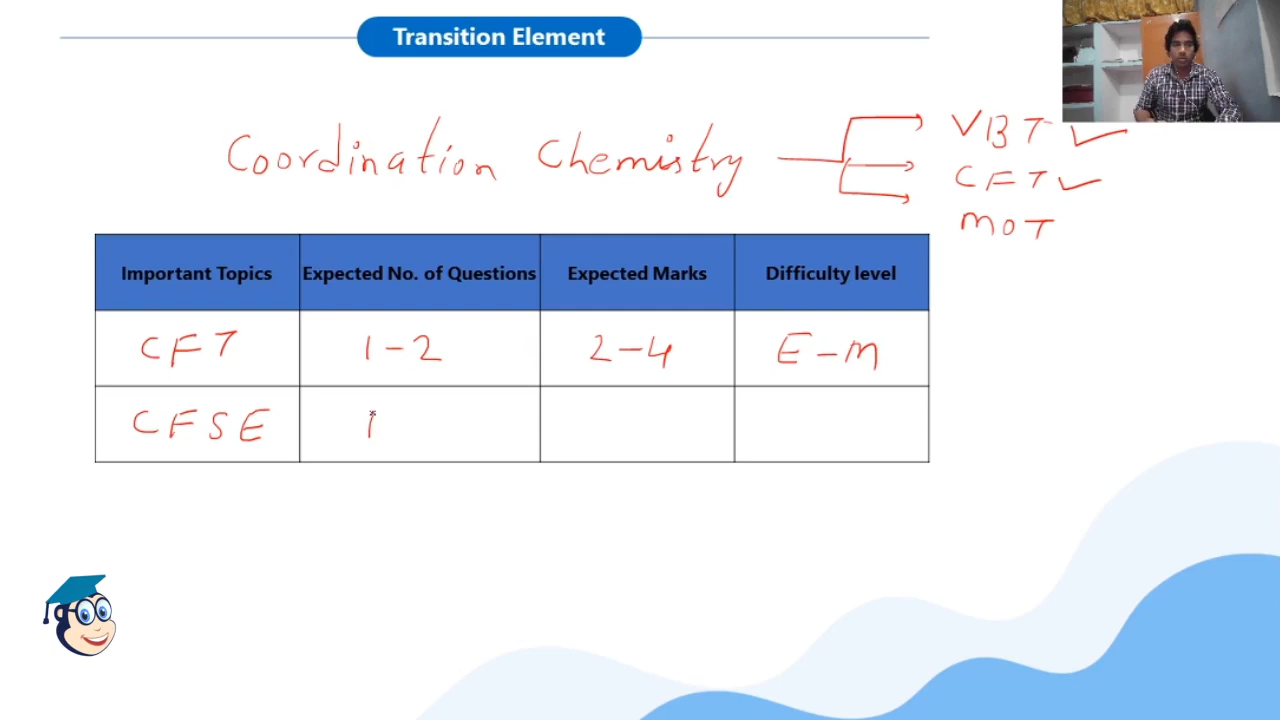 Transition Element
Coordination Chemistry
VBT
CFT
MOT
Important Topics Expected No. of Questions Expected Marks Difficulty level
CFT 1-2 2-4 E-M
CFSE 1